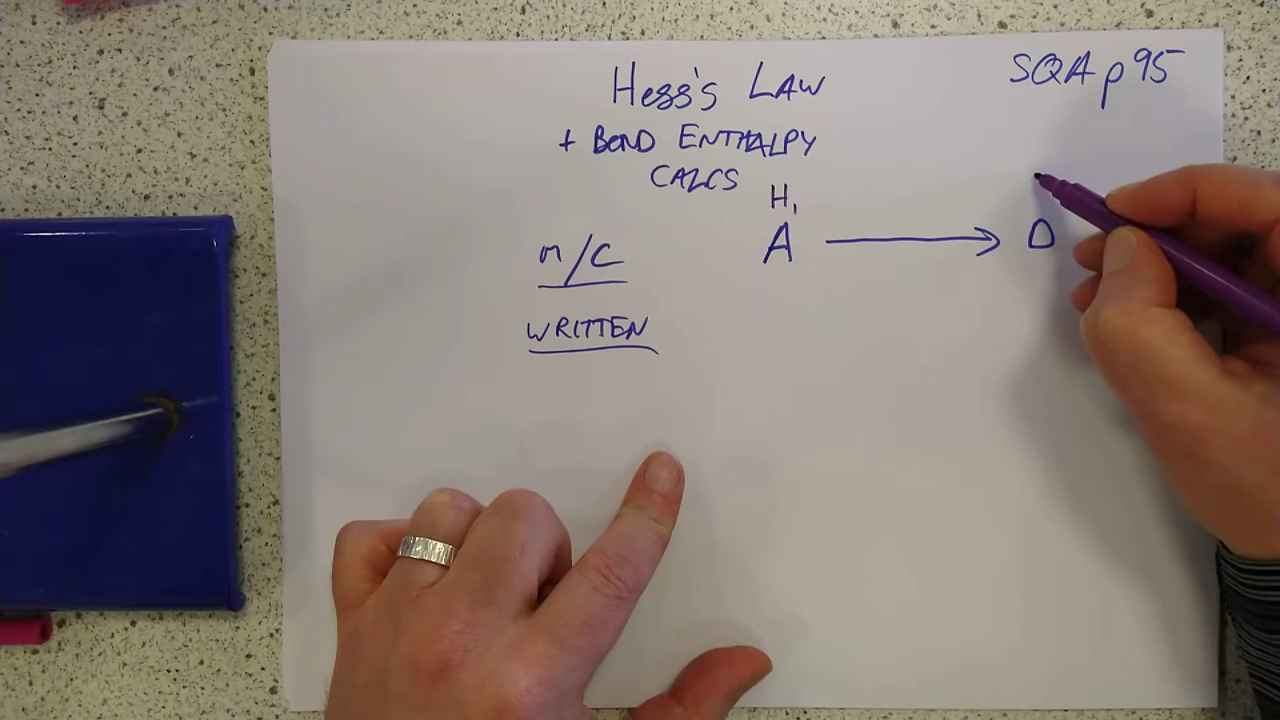 Hess's LAW
SQA p95
+ BOND ENTHALPY
CALCS
H₁
M/C
A → D
WRITTEN